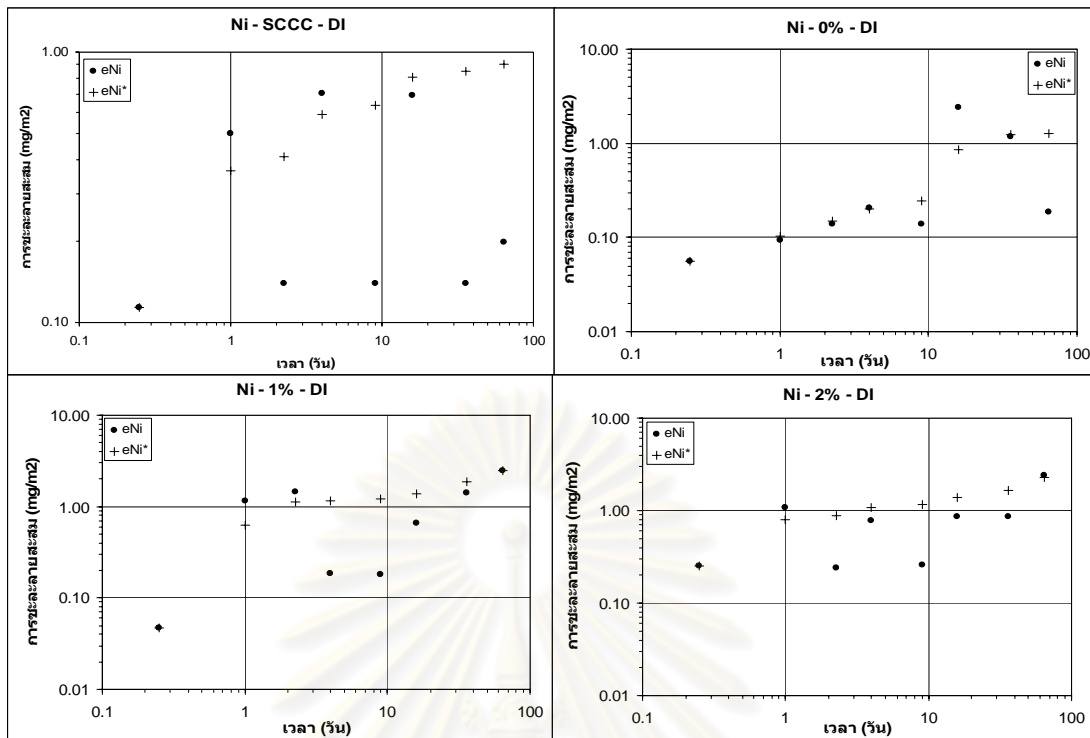 Ni - SCCC - DI
1.00
0.10
0.1
1
10
100
eNi
eNi*
การชะละลายสะสม (mg/m2)
เวลา (วัน)
Ni - 0% - DI
10.00
1.00
0.10
0.01
0.1
1
10
100
eNi
eNi*
การชะละลายสะสม (mg/m2)
เวลา (วัน)
Ni - 1% - DI
10.00
1.00
0.10
0.01
0.1
1
10
100
eNi
eNi*
การชะละลายสะสม (mg/m2)
เวลา (วัน)
Ni - 2% - DI
10.00
1.00
0.10
0.01
0.1
1
10
100
eNi
eNi*
การชะละลายสะสม (mg/m2)
เวลา (วัน)